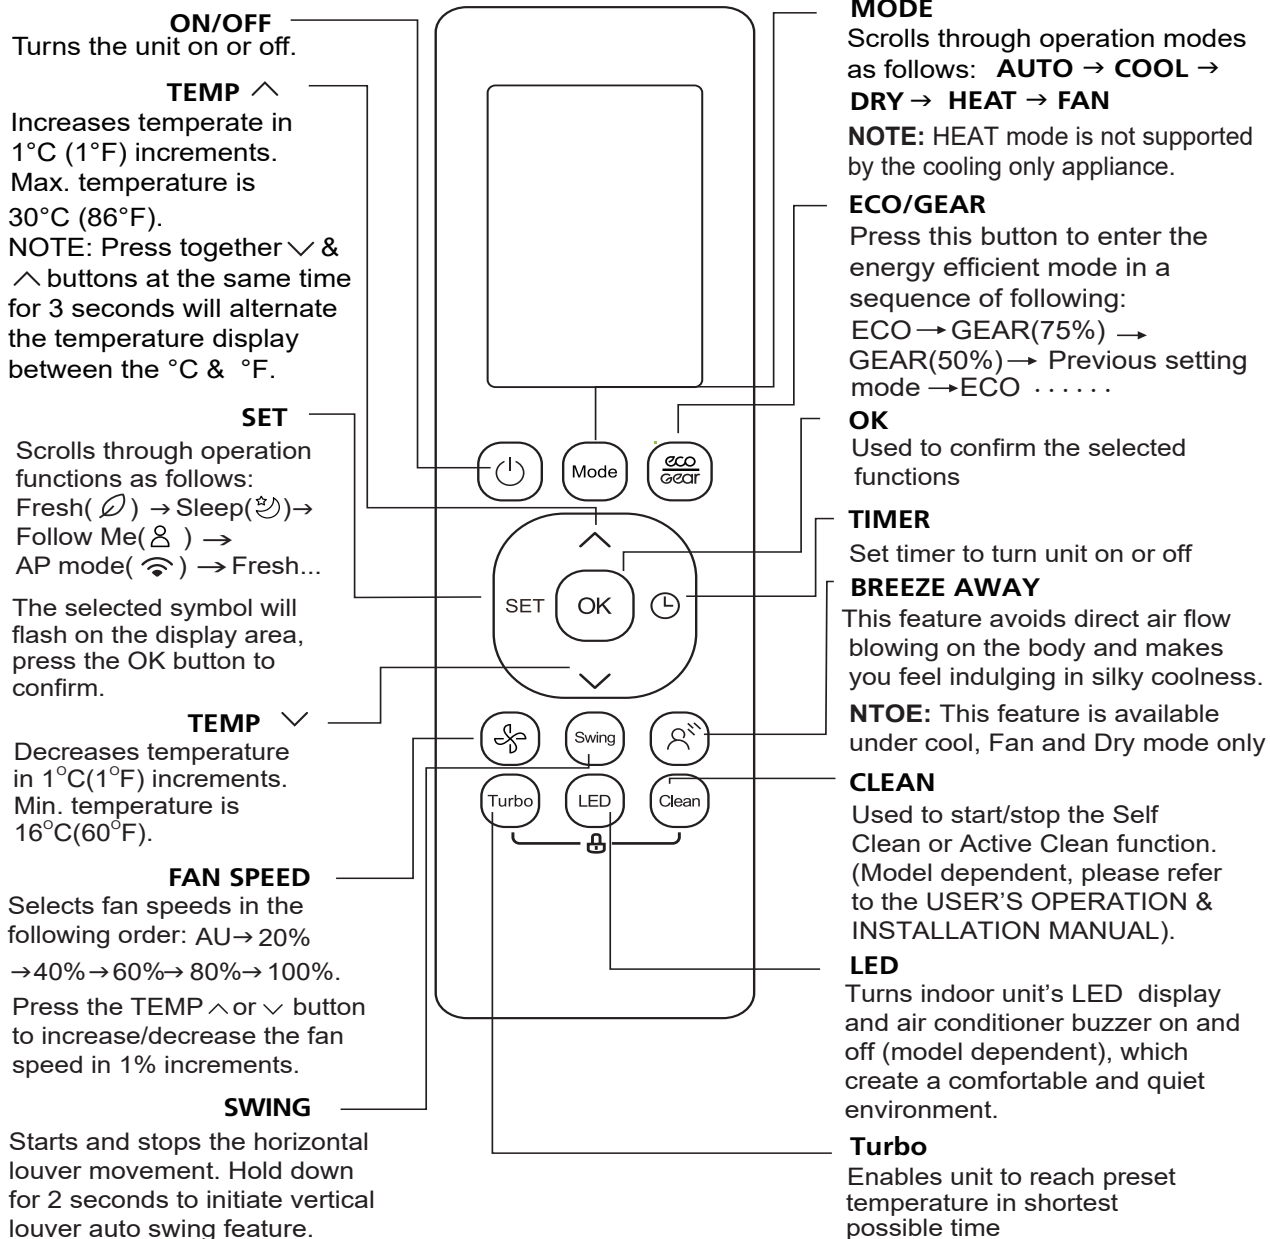 ON/OFF
Turns the unit on or off.
TEMP ︿
Increases temperate in
1°C (1°F) increments.
Max. temperature is
30°C (86°F).
NOTE: Press together ﹀ &
︿ buttons at the same time
for 3 seconds will alternate
the temperature display
between the °C & °F.
SET
Scrolls through operation
functions as follows:
Fresh( ) → Sleep( )→
Follow Me( ) →
AP mode( ) → Fresh...
The selected symbol will
flash on the display area,
press the OK button to
confirm.
TEMP ﹀
Decreases temperature
in 1°C(1°F) increments.
Min. temperature is
16°C(60°F).
FAN SPEED
Selects fan speeds in the
following order: AU→ 20%
→40%→60%→ 80%→ 100%.
Press the TEMP ︿ or ﹀ button
to increase/decrease the fan
speed in 1% increments.
SWING
Starts and stops the horizontal
louver movement. Hold down
for 2 seconds to initiate vertical
louver auto swing feature.
Mode
eco
Gear
SET
OK
Swing
Turbo
LED
Clean
MODE
Scrolls through operation modes
as follows: AUTO → COOL →
DRY → HEAT → FAN
NOTE: HEAT mode is not supported
by the cooling only appliance.
ECO/GEAR
Press this button to enter the
energy efficient mode in a
sequence of following:
ECO → GEAR(75%) →
GEAR(50%)→ Previous setting
mode →ECO · · · · · ·
OK
Used to confirm the selected
functions
TIMER
Set timer to turn unit on or off
BREEZE AWAY
This feature avoids direct air flow
blowing on the body and makes
you feel indulging in silky coolness.
NTOE: This feature is available
under cool, Fan and Dry mode only
CLEAN
Used to start/stop the Self
Clean or Active Clean function.
(Model dependent, please refer
to the USER'S OPERATION &
INSTALLATION MANUAL).
LED
Turns indoor unit's LED display
and air conditioner buzzer on and
off (model dependent), which
create a comfortable and quiet
environment.
Turbo
Enables unit to reach preset
temperature in shortest
possible time